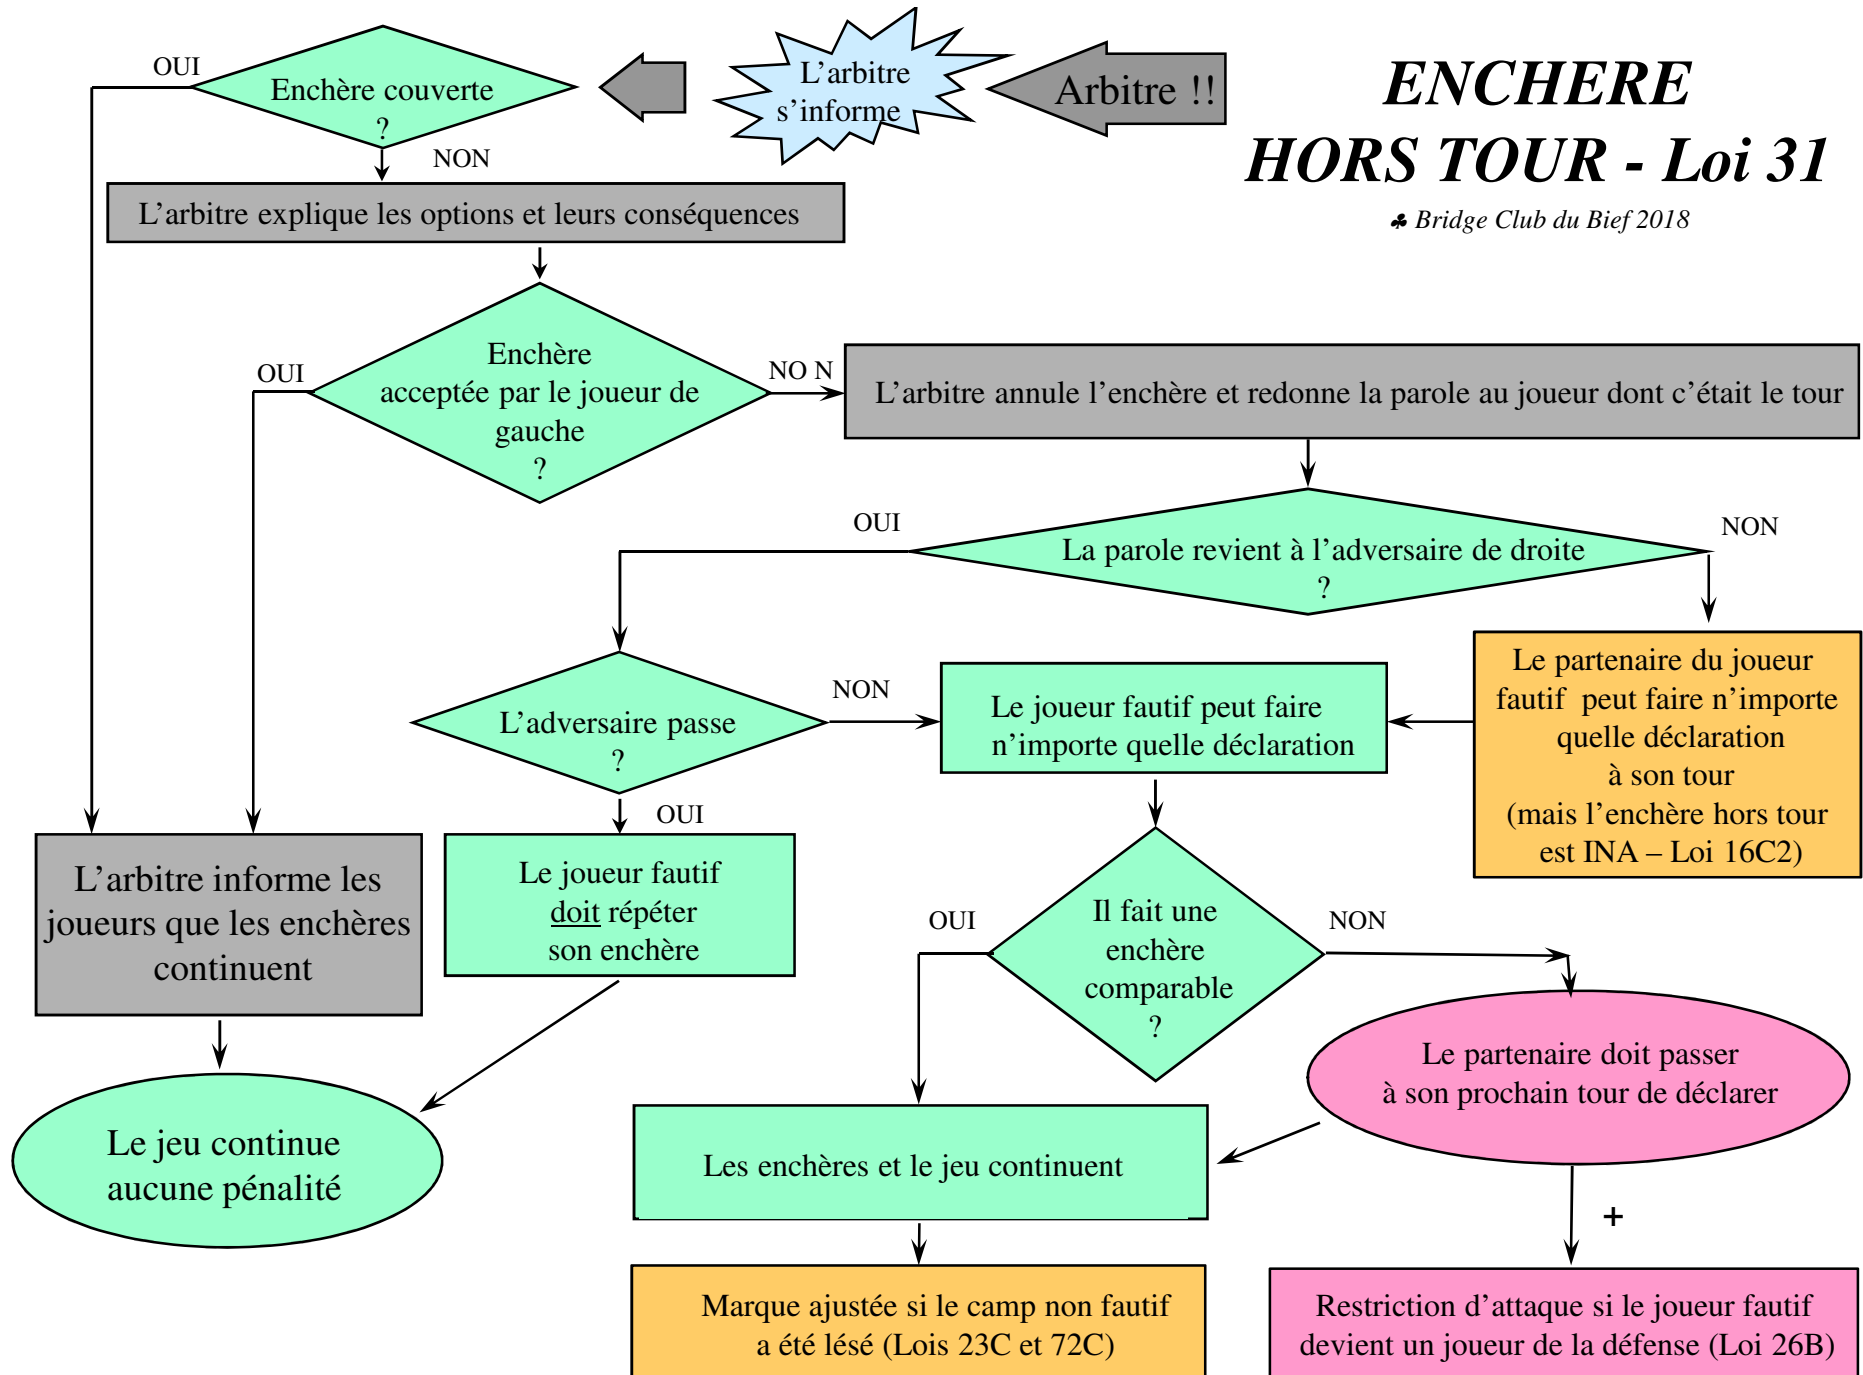 ENCHERE
HORS TOUR - Loi 31
♣ Bridge Club du Bief 2018
Arbitre !!
L’arbitre
s’informe
OUI
Enchère couverte
?
NON
L’arbitre explique les options et leurs conséquences
OUI
Enchère
acceptée par le joueur de
gauche
?
NO N
L’arbitre annule l’enchère et redonne la parole au joueur dont c’était le tour
OUI
La parole revient à l’adversaire de droite
?
NON
L’adversaire passe
?
NON
Le joueur fautif peut faire
n’importe quelle déclaration
Le partenaire du joueur
fautif peut faire n’importe
quelle déclaration
à son tour
(mais l’enchère hors tour
est INA – Loi 16C2)
OUI
L’arbitre informe les
joueurs que les enchères
continuent
Le joueur fautif
doit répéter
son enchère
OUI
Il fait une
enchère
comparable
?
NON
Le partenaire doit passer
à son prochain tour de déclarer
Le jeu continue
aucune pénalité
Les enchères et le jeu continuent
+
Marque ajustée si le camp non fautif
a été lésé (Lois 23C et 72C)
Restriction d’attaque si le joueur fautif
devient un joueur de la défense (Loi 26B)